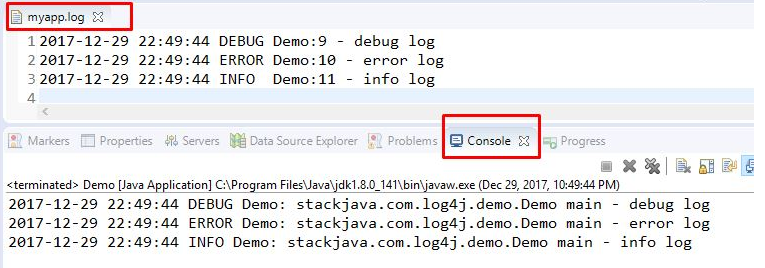 myapp.log
1 2017-12-29 22:49:44 DEBUG Demo:9 - debug log
2 2017-12-29 22:49:44 ERROR Demo:10 - error log
3 2017-12-29 22:49:44 INFO  Demo:11 - info log
4
Markers Properties Servers Data Source Explorer Problems Console Progress
<terminated> Demo [Java Application] C:\Program Files\Java\jdk1.8.0_141\bin\javaw.exe (Dec 29, 2017, 10:49:44 PM)
2017-12-29 22:49:44 DEBUG Demo: stackjava.com.log4j.demo.Demo main - debug log
2017-12-29 22:49:44 ERROR Demo: stackjava.com.log4j.demo.Demo main - error log
2017-12-29 22:49:44 INFO Demo: stackjava.com.log4j.demo.Demo main - info log